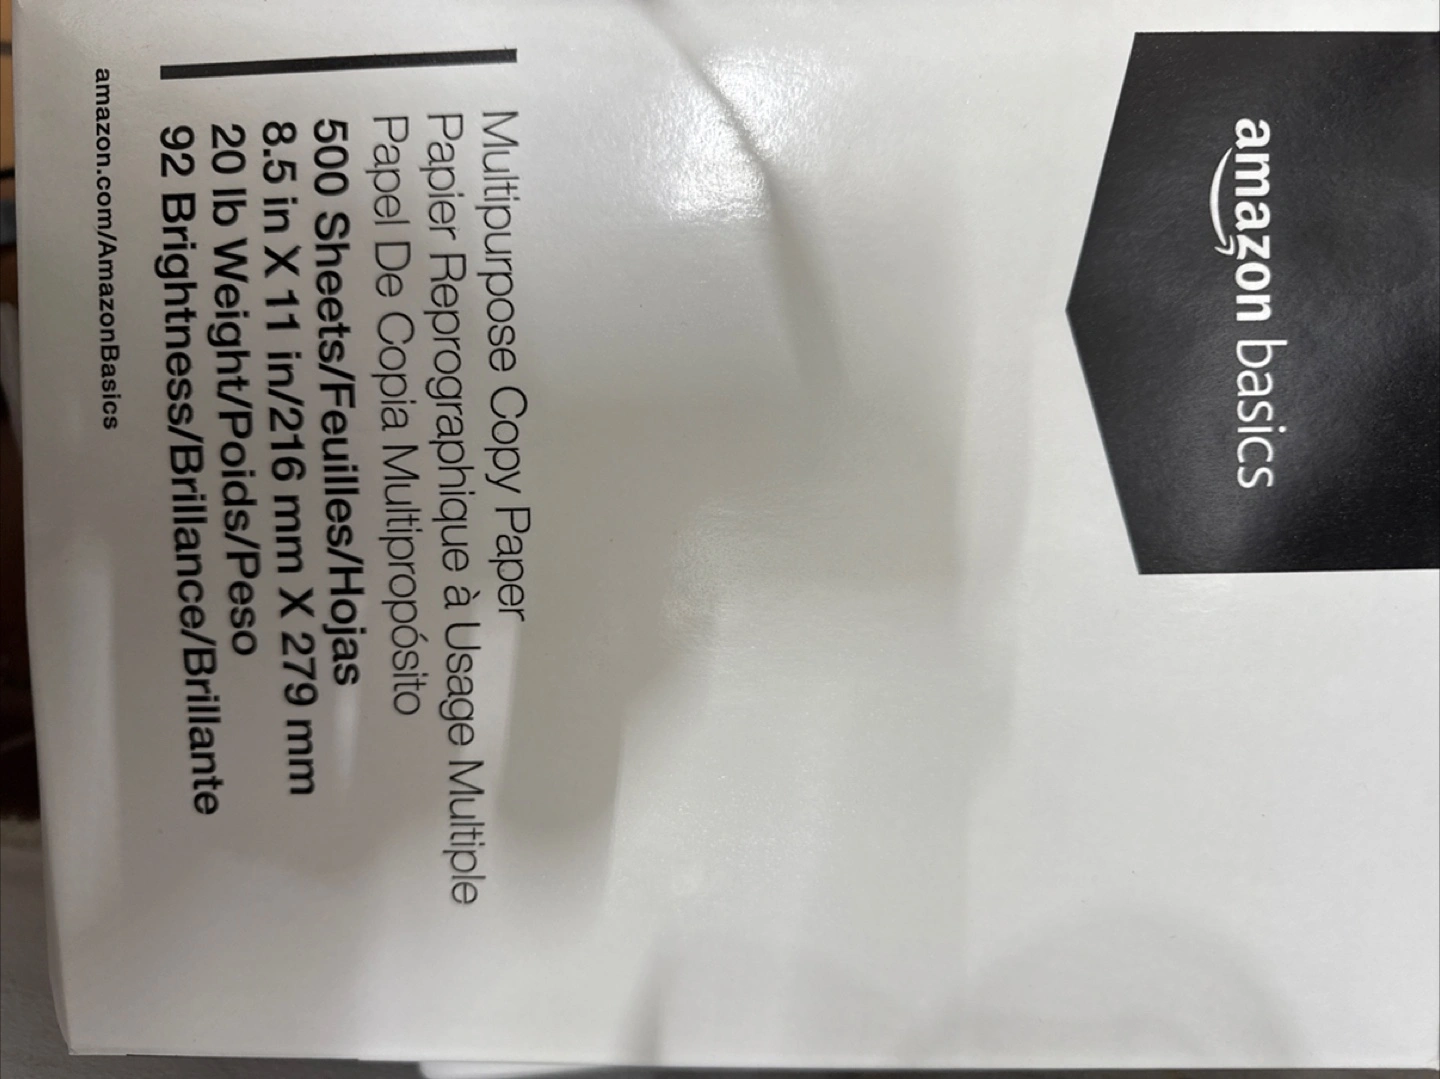 amazon basics
Multipurpose Copy Paper
Papier Reprographique à Usage Multiple
Papel De Copia Multipropósito
500 Sheets/Feuilles/Hojas
8.5 in X 11 in/216 mm X 279 mm
20 lb Weight/Poids/Peso
92 Brightness/Brillance/Brillante
amazon.com/AmazonBasics